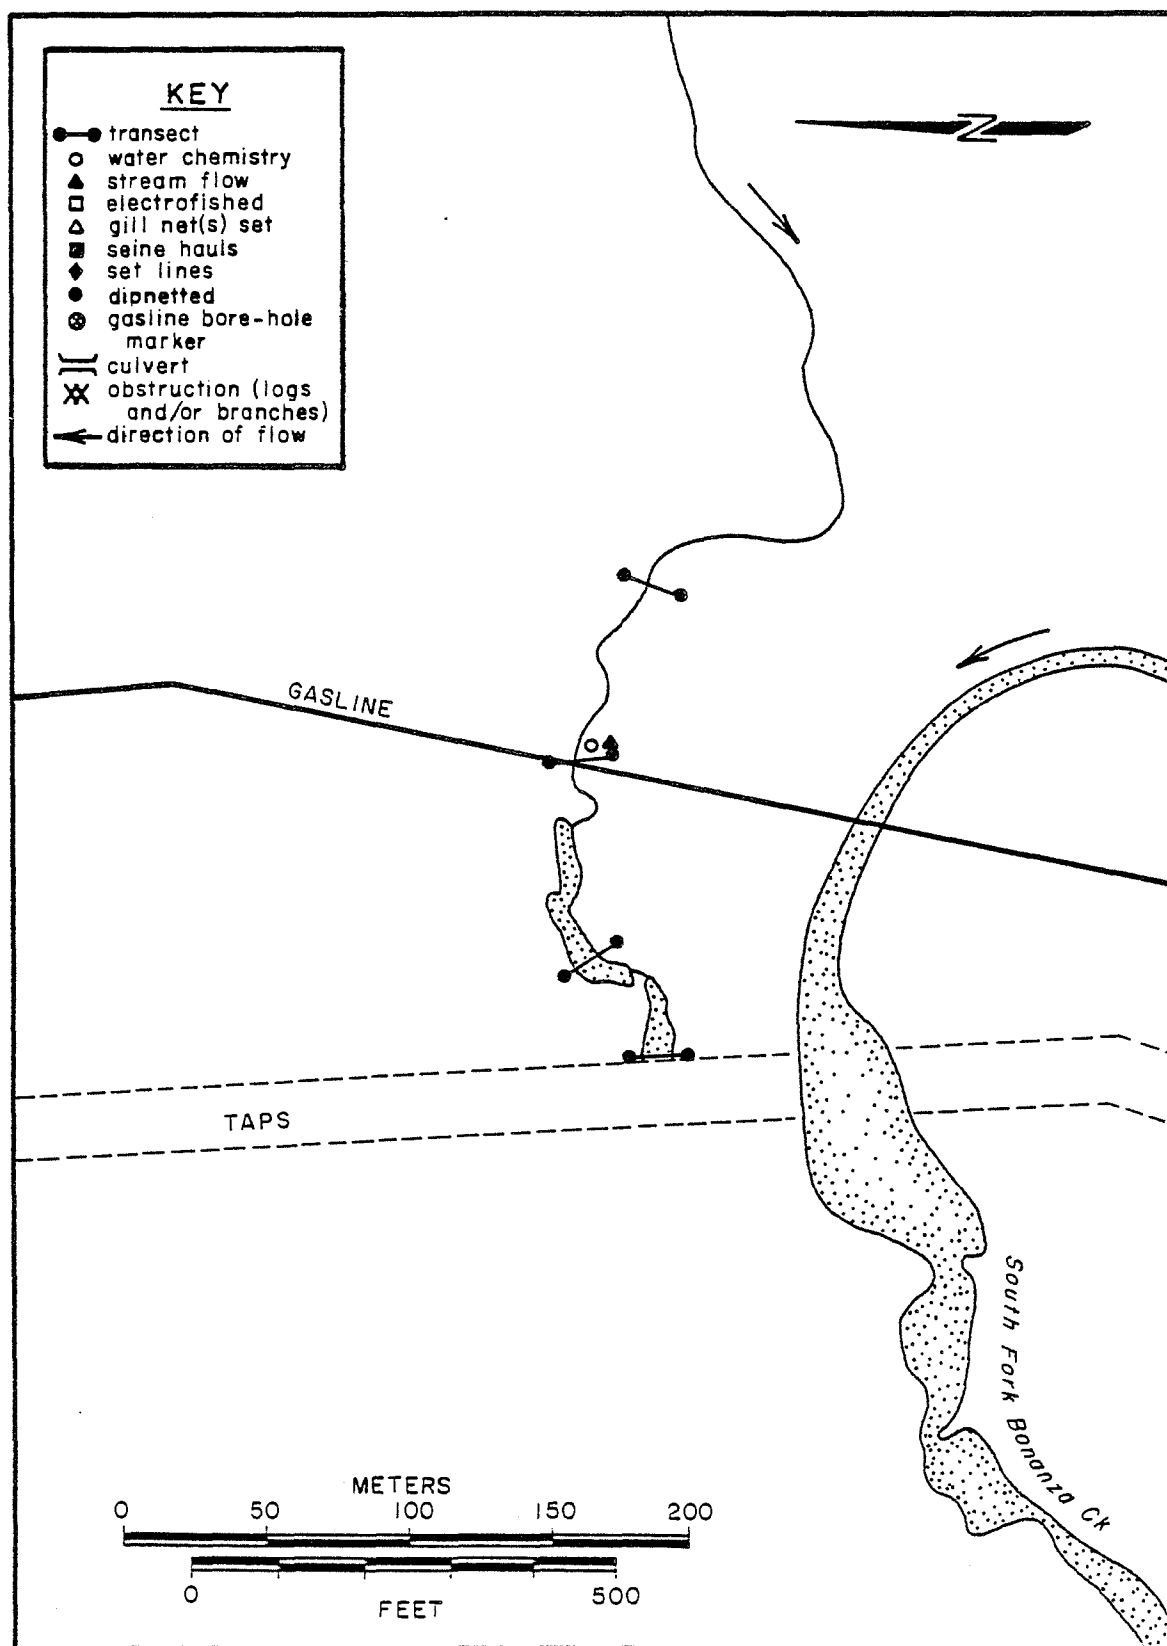 KEY
transect
water chemistry
stream flow
electrofished
gill net(s) set
seine hauls
set lines
dipnetted
gasline bore-hole
marker
culvert
obstruction (logs
and/or branches)
direction of flow
N
GASLINE
TAPS
South Fork Bonanza Ck
METERS
0 50 100 150 200
0 500
FEET